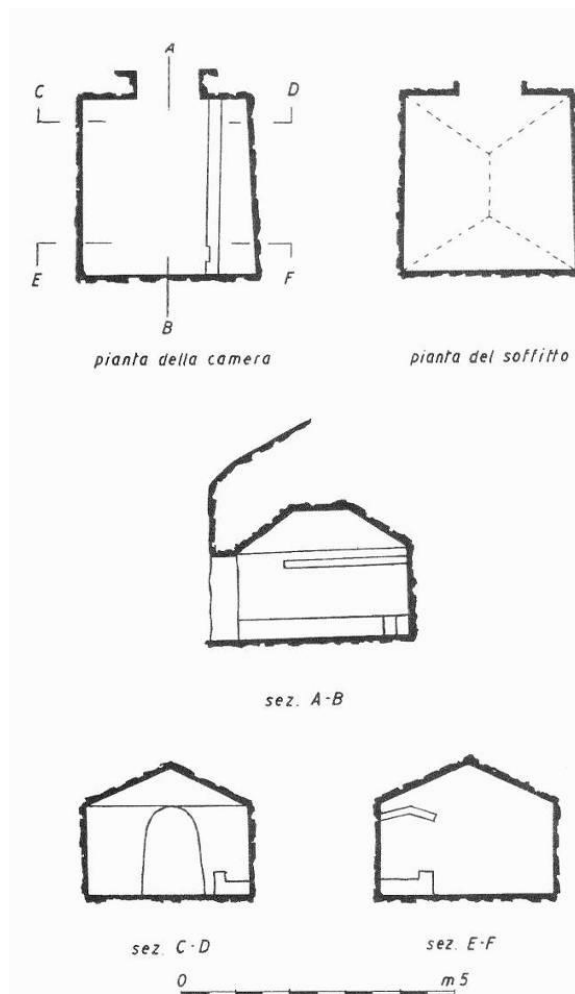 A
C
D
E
F
B
pianta della camera
pianta del soffitto
sez. A-B
sez. C-D
sez. E-F
0 m 5